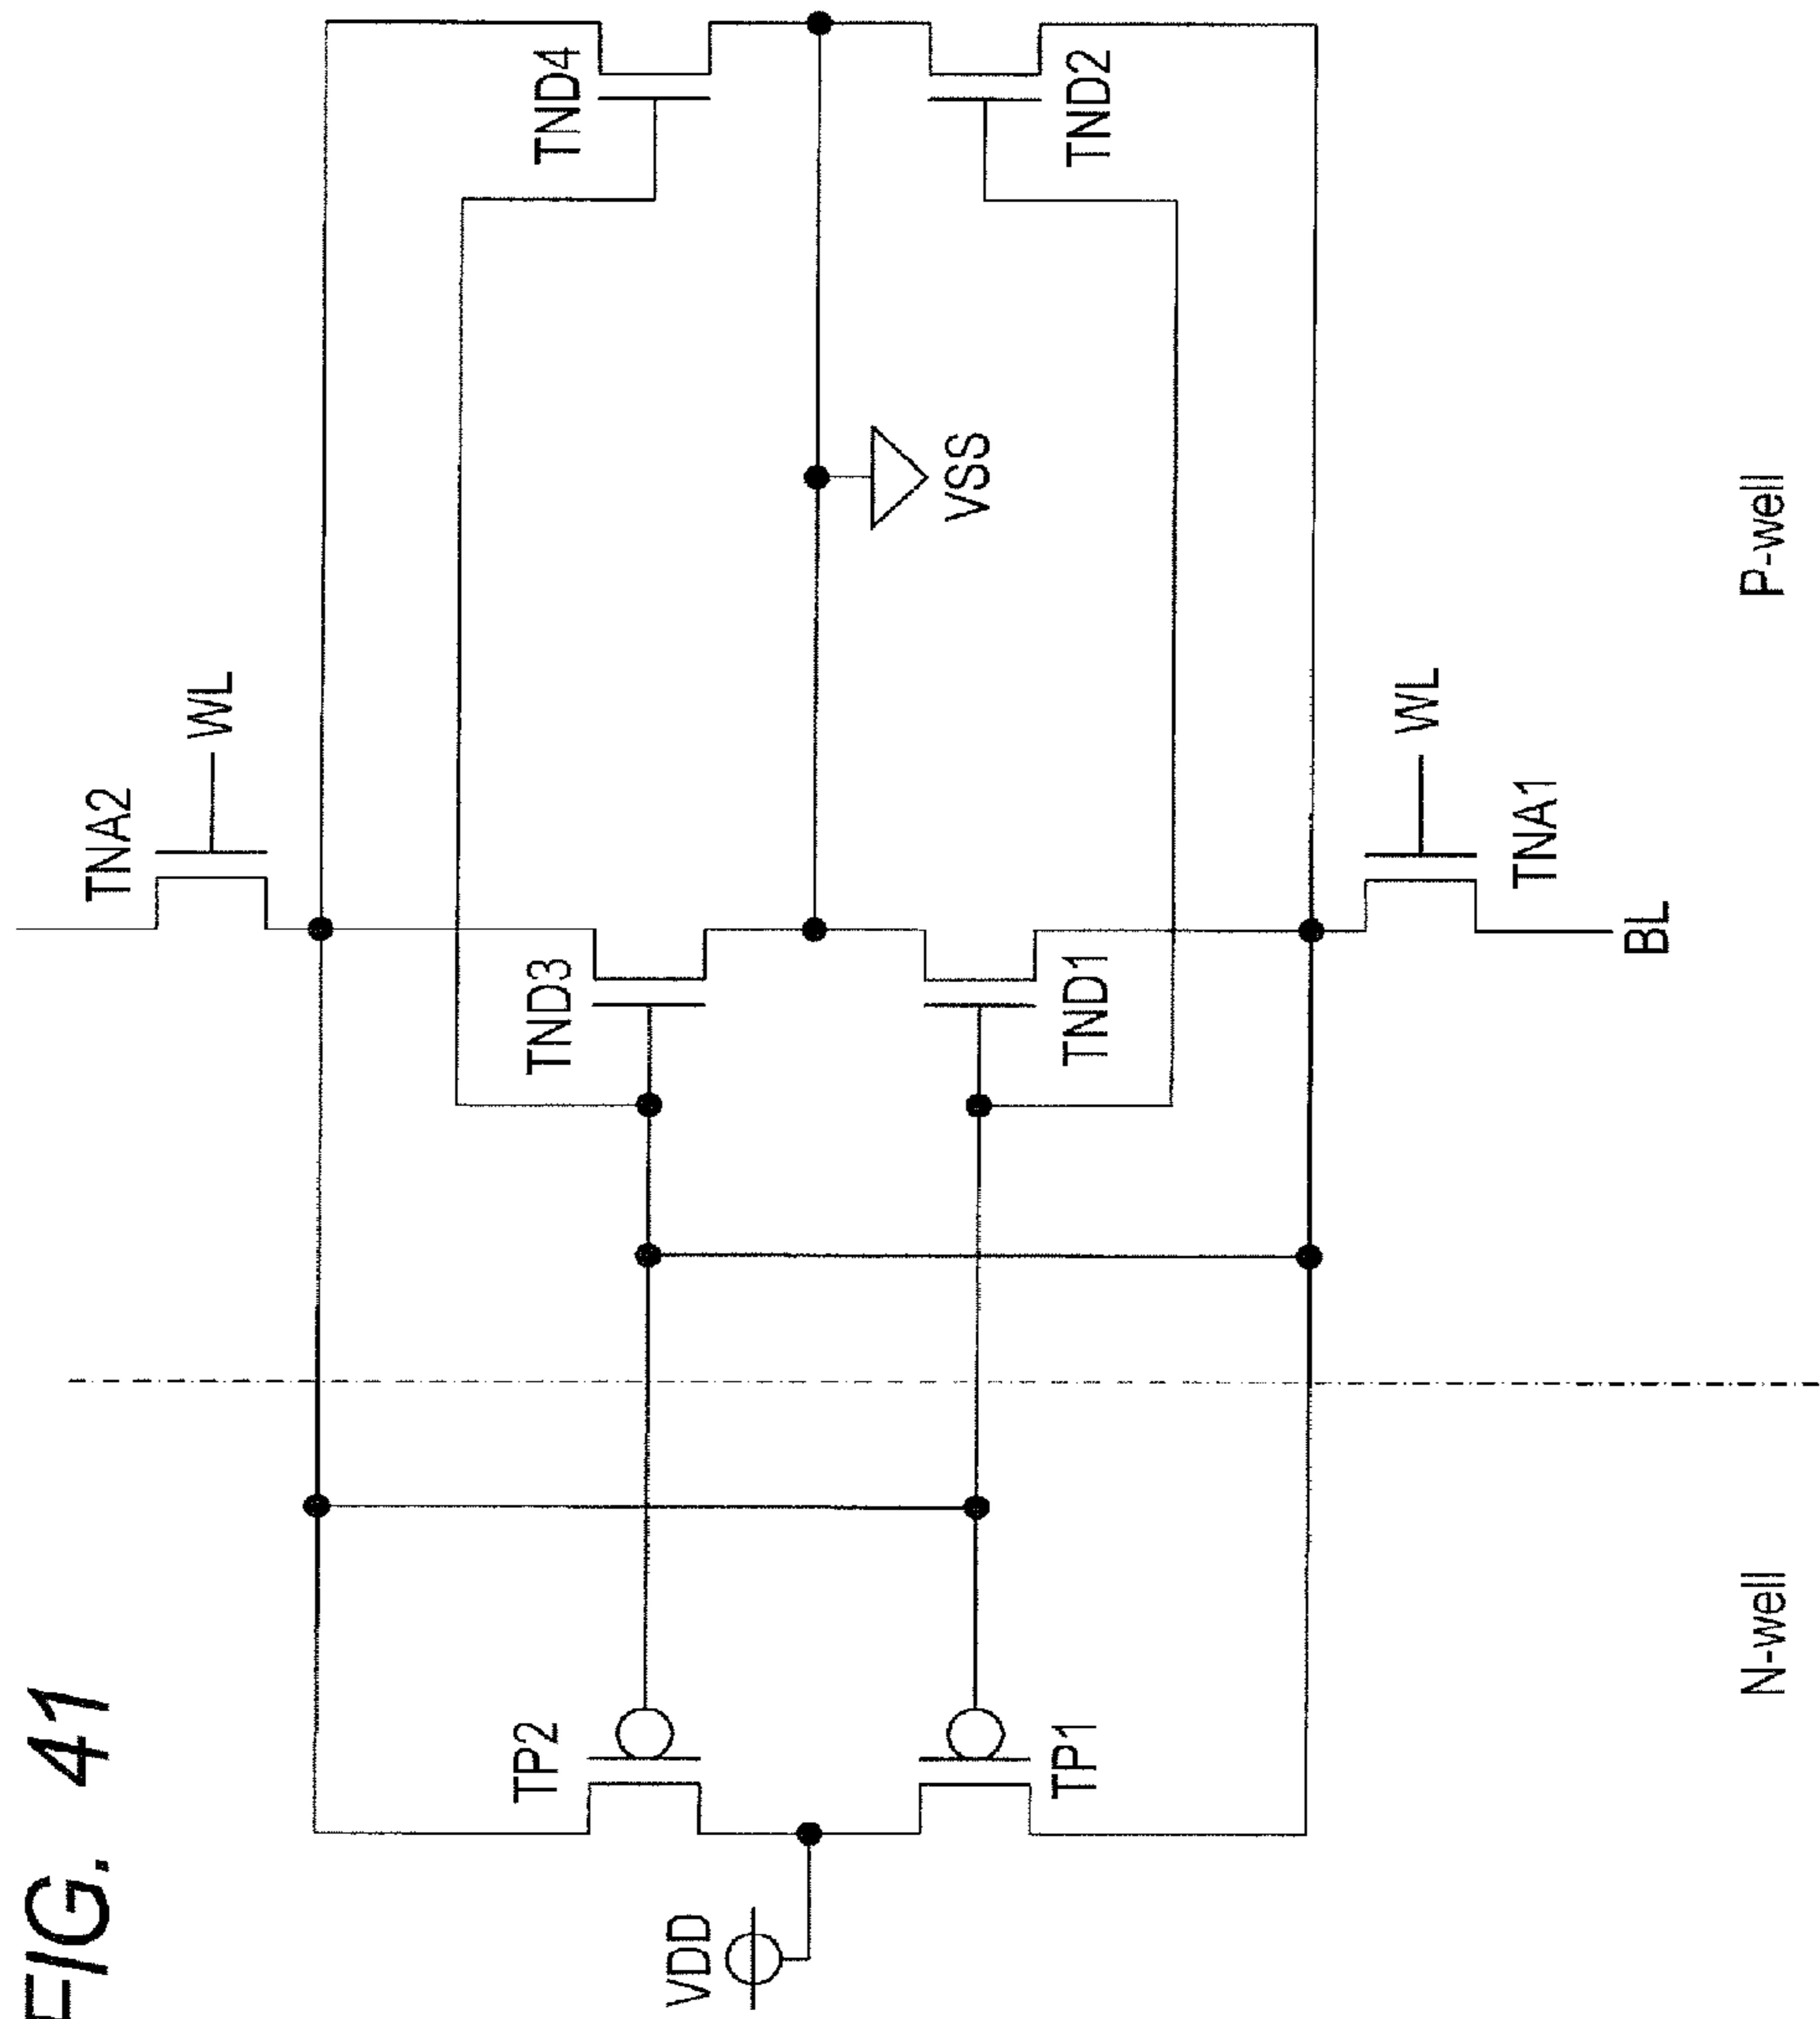 FIG. 41
VDD
TP2
TP1
N-well
TND3
TND1
TNA2
WL
TNA1
WL
BL
VSS
TND4
TND2
P-well